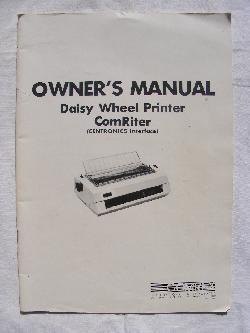 OWNER'S MANUAL
Daisy Wheel Printer
ComRiter
(CENTRONICS Interface)